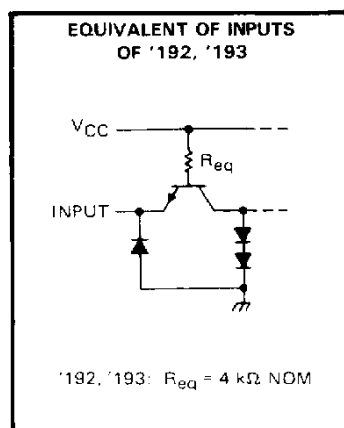 EQUIVALENT OF INPUTS
OF '192, '193
VCC
Req
INPUT
'192, '193: Req = 4 kΩ NOM